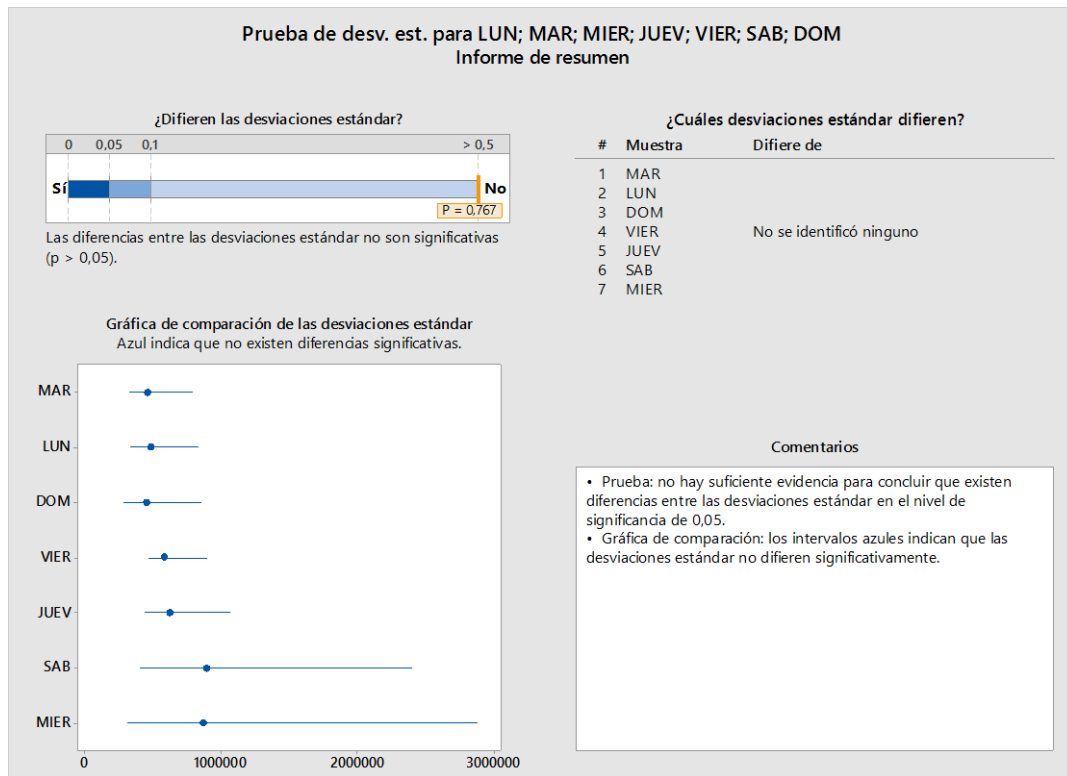 Prueba de desv. est. para LUN; MAR; MIER; JUEV; VIER; SAB; DOM
Informe de resumen
¿Difieren las desviaciones estándar?
0 0,05 0,1 > 0,5
Sí No
P = 0,767
Las diferencias entre las desviaciones estándar no son significativas
(p > 0,05).
¿Cuáles desviaciones estándar difieren?
# Muestra Difiere de
1 MAR
2 LUN
3 DOM
4 VIER No se identificó ninguno
5 JUEV
6 SAB
7 MIER
Gráfica de comparación de las desviaciones estándar
Azul indica que no existen diferencias significativas.
MAR
LUN
DOM
VIER
JUEV
SAB
MIER
0 1000000 2000000 3000000
Comentarios
• Prueba: no hay suficiente evidencia para concluir que existen
diferencias entre las desviaciones estándar en el nivel de
significancia de 0,05.
• Gráfica de comparación: los intervalos azules indican que las
desviaciones estándar no difieren significativamente.